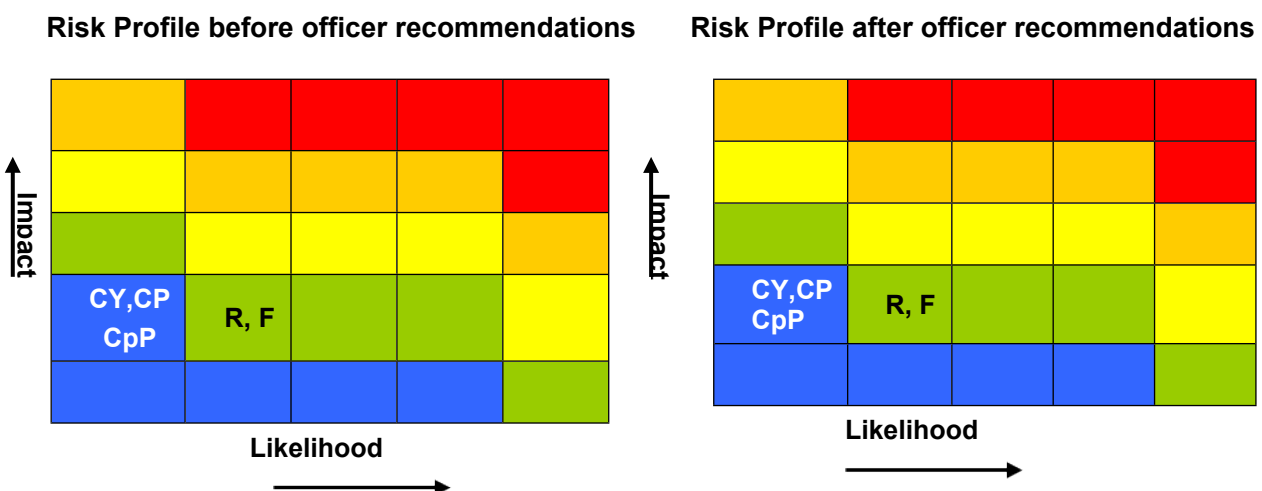 Risk Profile before officer recommendations
Risk Profile after officer recommendations
Impact
CY,CP
CpP
R, F
Likelihood
Impact
CY,CP
CpP
R, F
Likelihood